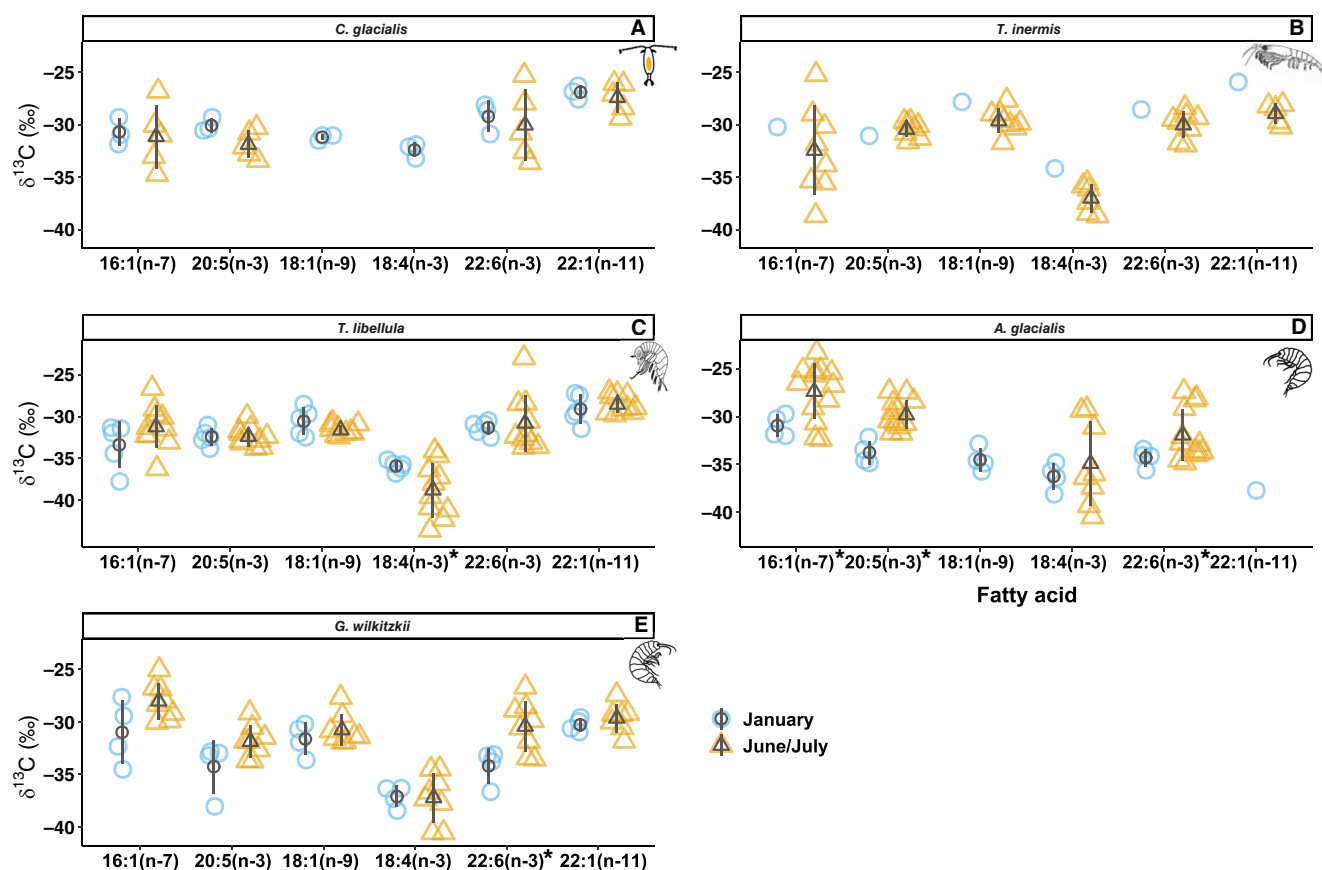 C. glacialis A
T. inermis B
δ13C (‰)
−25
−30
−35
−40
−25
−30
−35
−40
16:1(n-7) 20:5(n-3) 18:1(n-9) 18:4(n-3) 22:6(n-3) 22:1(n-11)
16:1(n-7) 20:5(n-3) 18:1(n-9) 18:4(n-3) 22:6(n-3) 22:1(n-11)
T. libellula C
A. glacialis D
δ13C (‰)
−25
−30
−35
−40
−25
−30
−35
−40
16:1(n-7) 20:5(n-3) 18:1(n-9) 18:4(n-3)* 22:6(n-3) 22:1(n-11)
16:1(n-7)* 20:5(n-3)* 18:1(n-9) 18:4(n-3) 22:6(n-3)* 22:1(n-11)
Fatty acid
G. wilkitzkii E
δ13C (‰)
−25
−30
−35
−40
16:1(n-7) 20:5(n-3) 18:1(n-9) 18:4(n-3) 22:6(n-3)* 22:1(n-11)
January
June/July